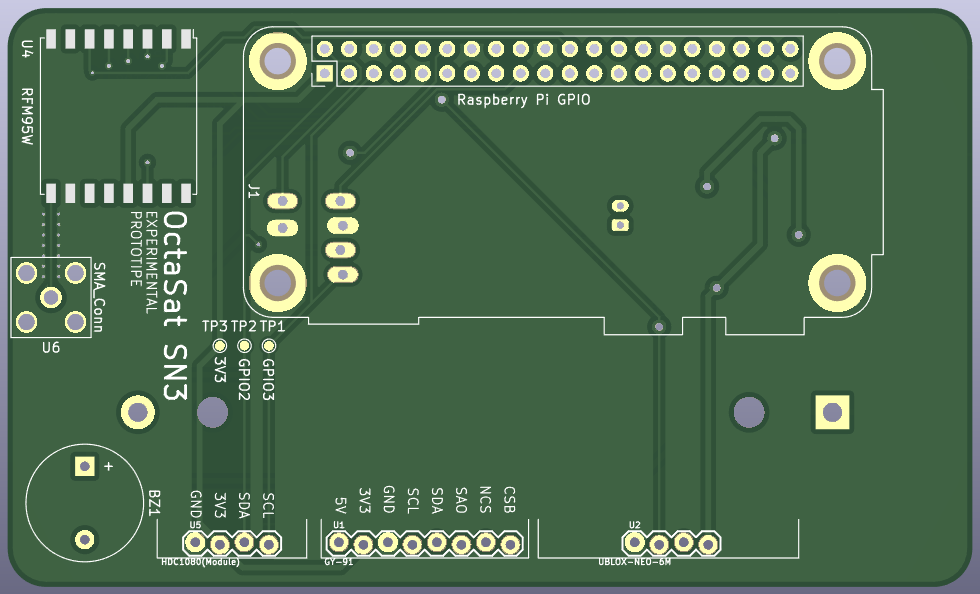 U4
RFM95W
Raspberry Pi GPIO
J1
OctaSat SN3
EXPERIMENTAL
PROTOTIPE
SMA_Conn
U6
TP3
TP2
TP1
3V3
GPIO2
GPIO3
+
BZ1
GND
3V3
SDA
SCL
U5
HDC1080(Module)
5V
3V3
GND
SCL
SDA
SAO
NCS
CSB
U1
GY-91
U2
UBLOX-NEO-6M